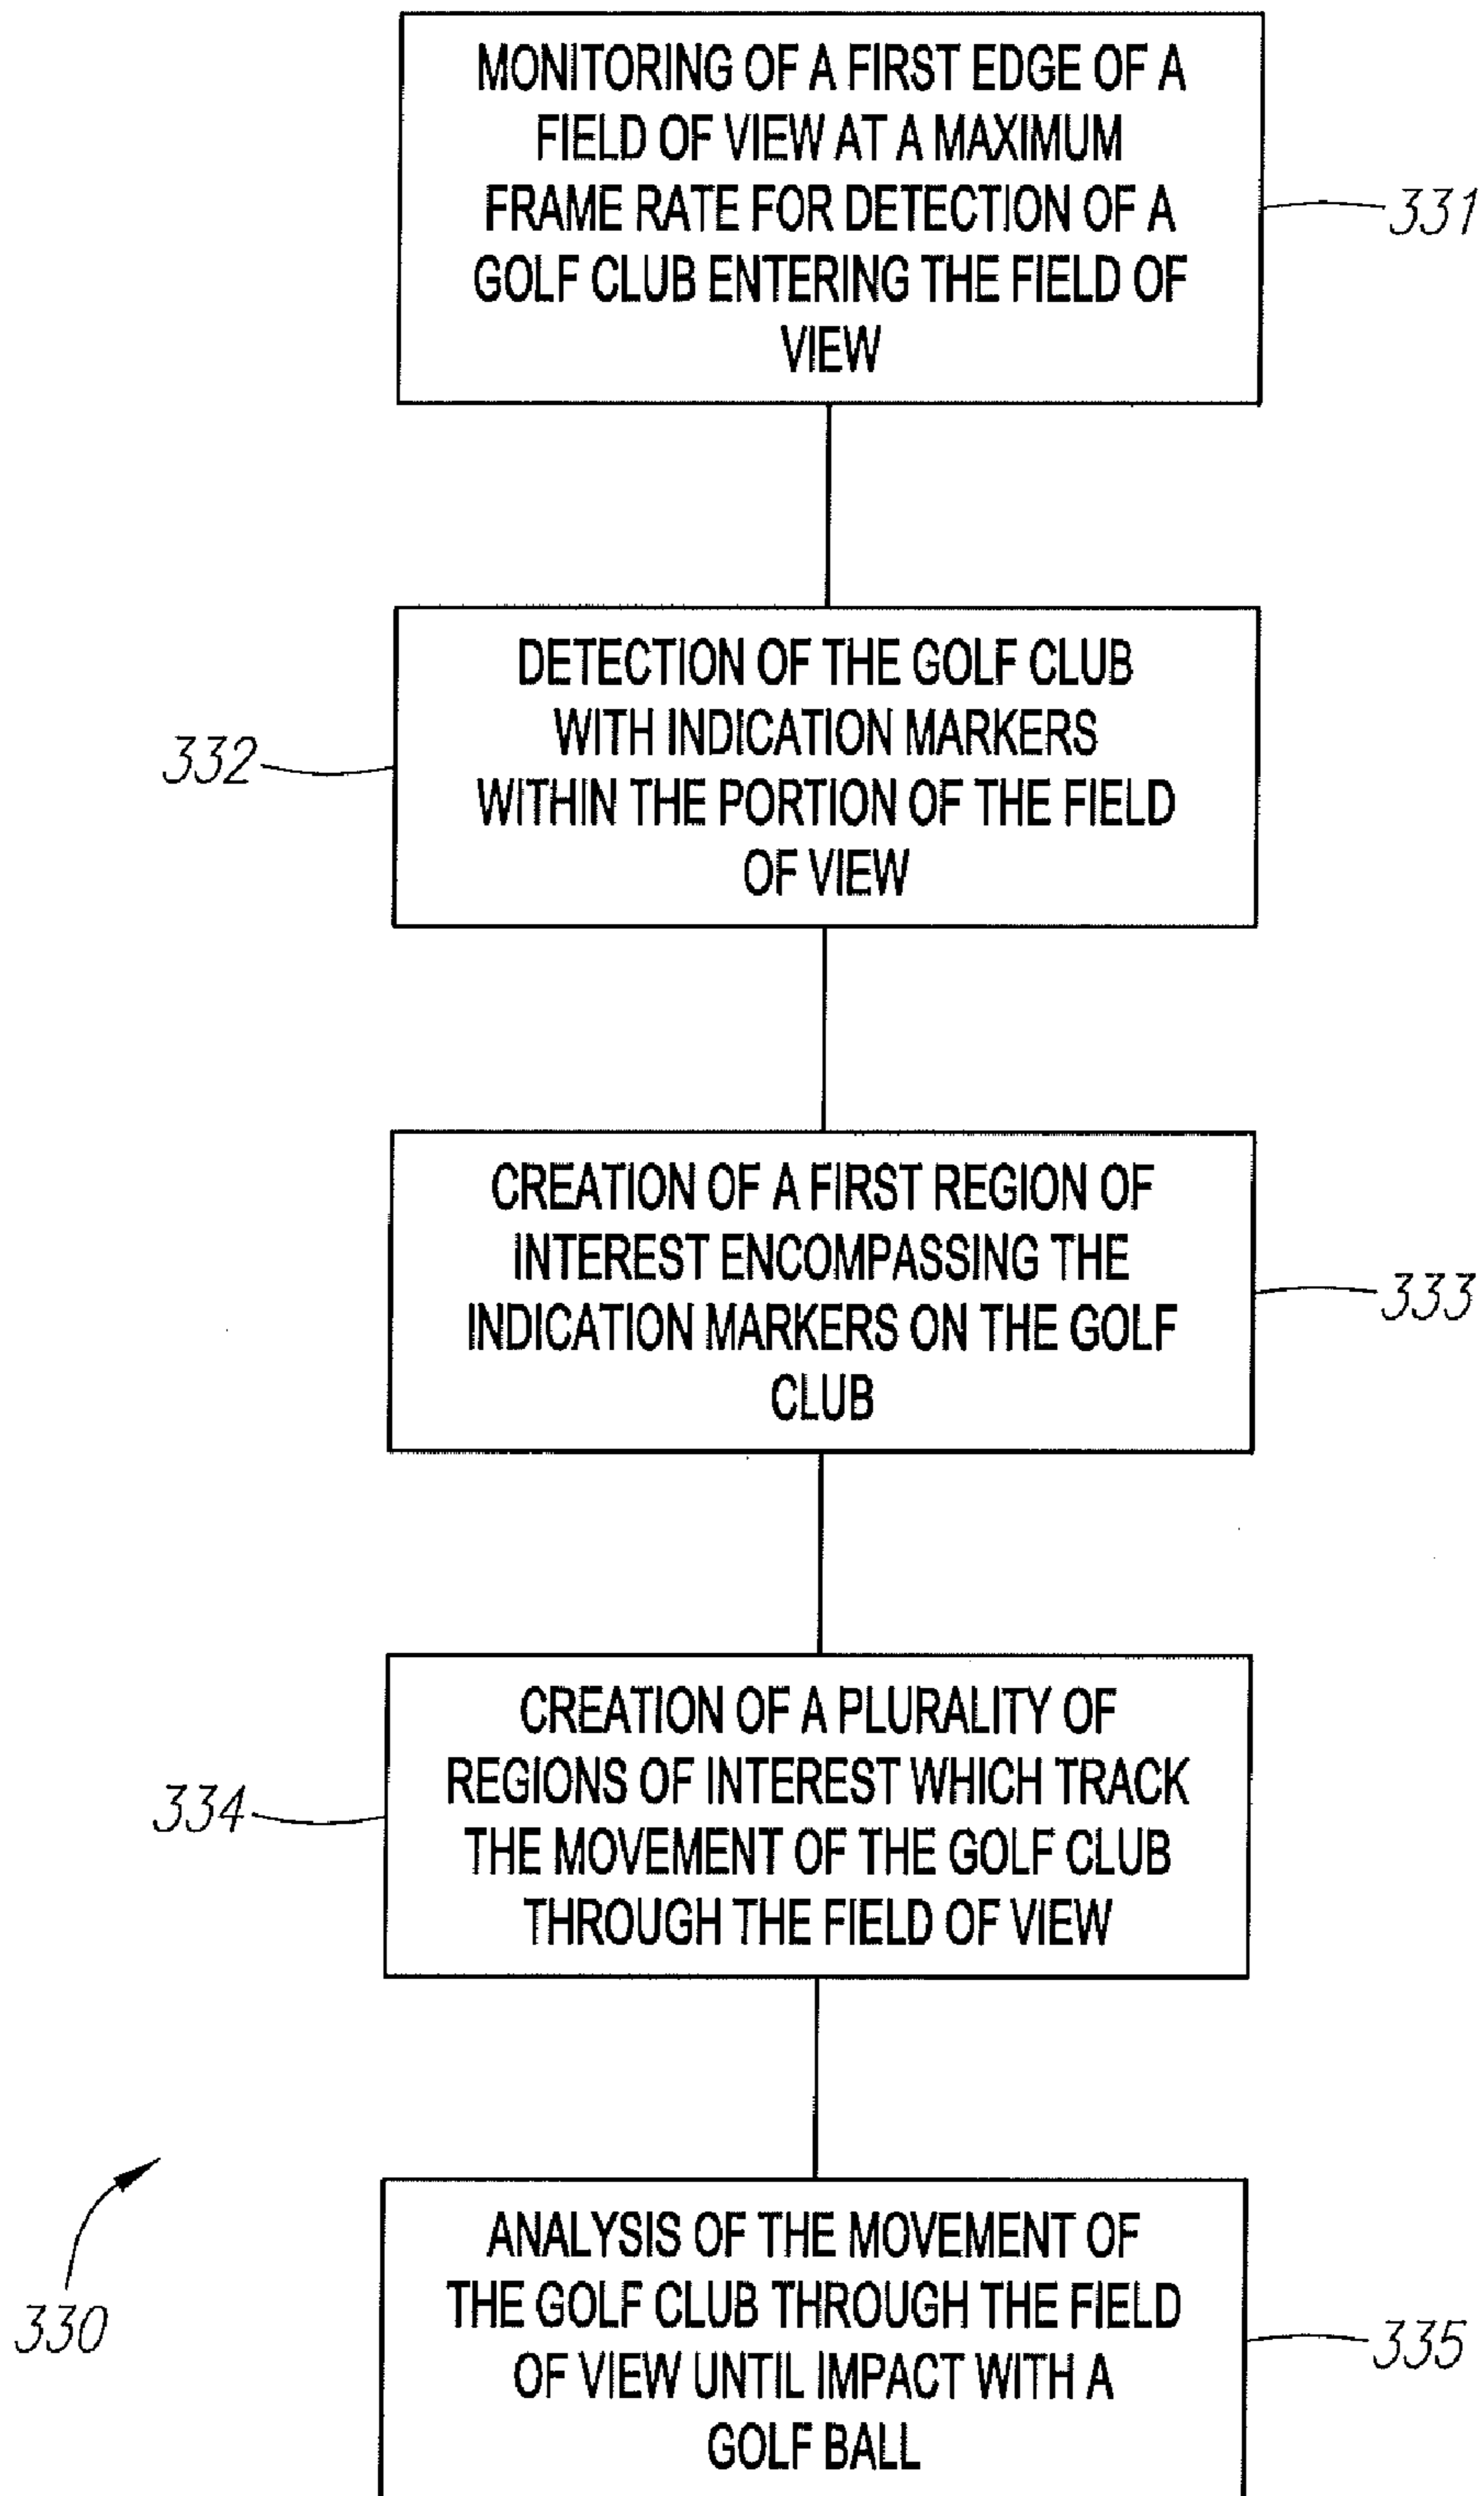 MONITORING OF A FIRST EDGE OF A
FIELD OF VIEW AT A MAXIMUM
FRAME RATE FOR DETECTION OF A
GOLF CLUB ENTERING THE FIELD OF
VIEW
331
DETECTION OF THE GOLF CLUB
WITH INDICATION MARKERS
WITHIN THE PORTION OF THE FIELD
OF VIEW
332
CREATION OF A FIRST REGION OF
INTEREST ENCOMPASSING THE
INDICATION MARKERS ON THE GOLF
CLUB
333
CREATION OF A PLURALITY OF
REGIONS OF INTEREST WHICH TRACK
THE MOVEMENT OF THE GOLF CLUB
THROUGH THE FIELD OF VIEW
334
ANALYSIS OF THE MOVEMENT OF
THE GOLF CLUB THROUGH THE FIELD
OF VIEW UNTIL IMPACT WITH A
GOLF BALL
335
330